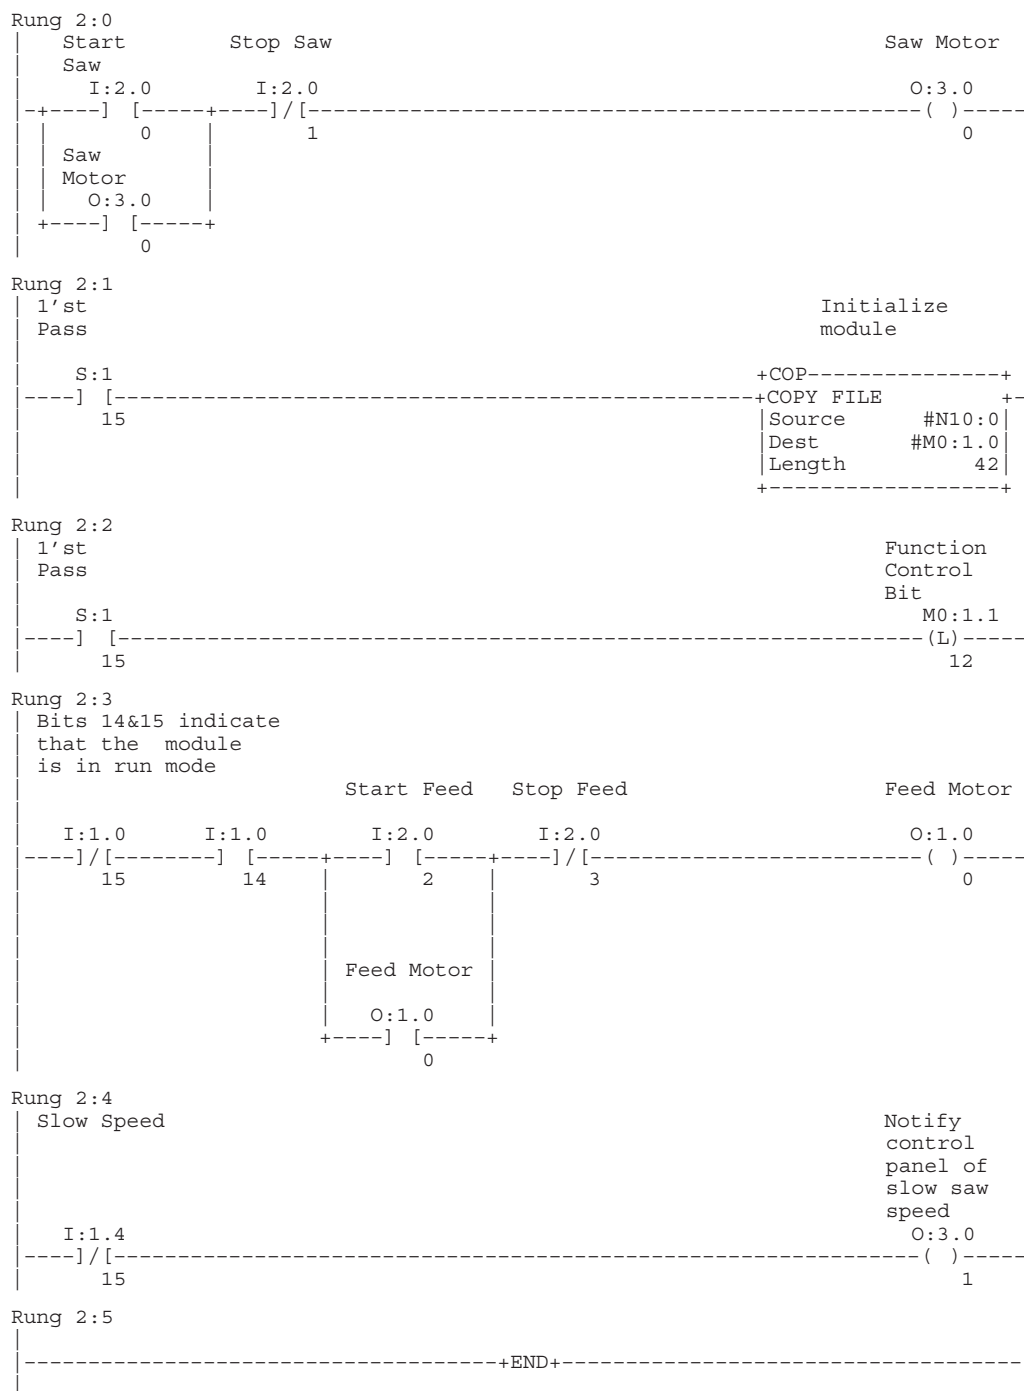 Rung 2:0
Start Stop Saw Saw Motor
Saw
I:2.0 I:2.0 O:3.0
-+----] [-----+----]/[------------------------------------------------( )-----
0 1 0
Saw
Motor
O:3.0
+----] [-----+
0
Rung 2:1
1'st Initialize
Pass module
S:1 +COP---------------+
----] [--------------------------------------------------+COPY FILE +-
15 Source #N10:0
Dest #M0:1.0
Length 42
+------------------+
Rung 2:2
1'st Function
Pass Control
Bit
S:1 M0:1.1
----] [---------------------------------------------------------------(L)-----
15 12
Rung 2:3
Bits 14&15 indicate
that the module
is in run mode
Start Feed Stop Feed Feed Motor
I:1.0 I:1.0 I:2.0 I:2.0 O:1.0
----]/[--------] [-----+----] [-----+----]/[--------------------------( )-----
15 14 2 3 0
Feed Motor
O:1.0
+----] [-----+
0
Rung 2:4
Slow Speed Notify
control
panel of
slow saw
speed
I:1.4 O:3.0
----]/[---------------------------------------------------------------( )-----
15 1
Rung 2:5
-------------------------------------+END+------------------------------------